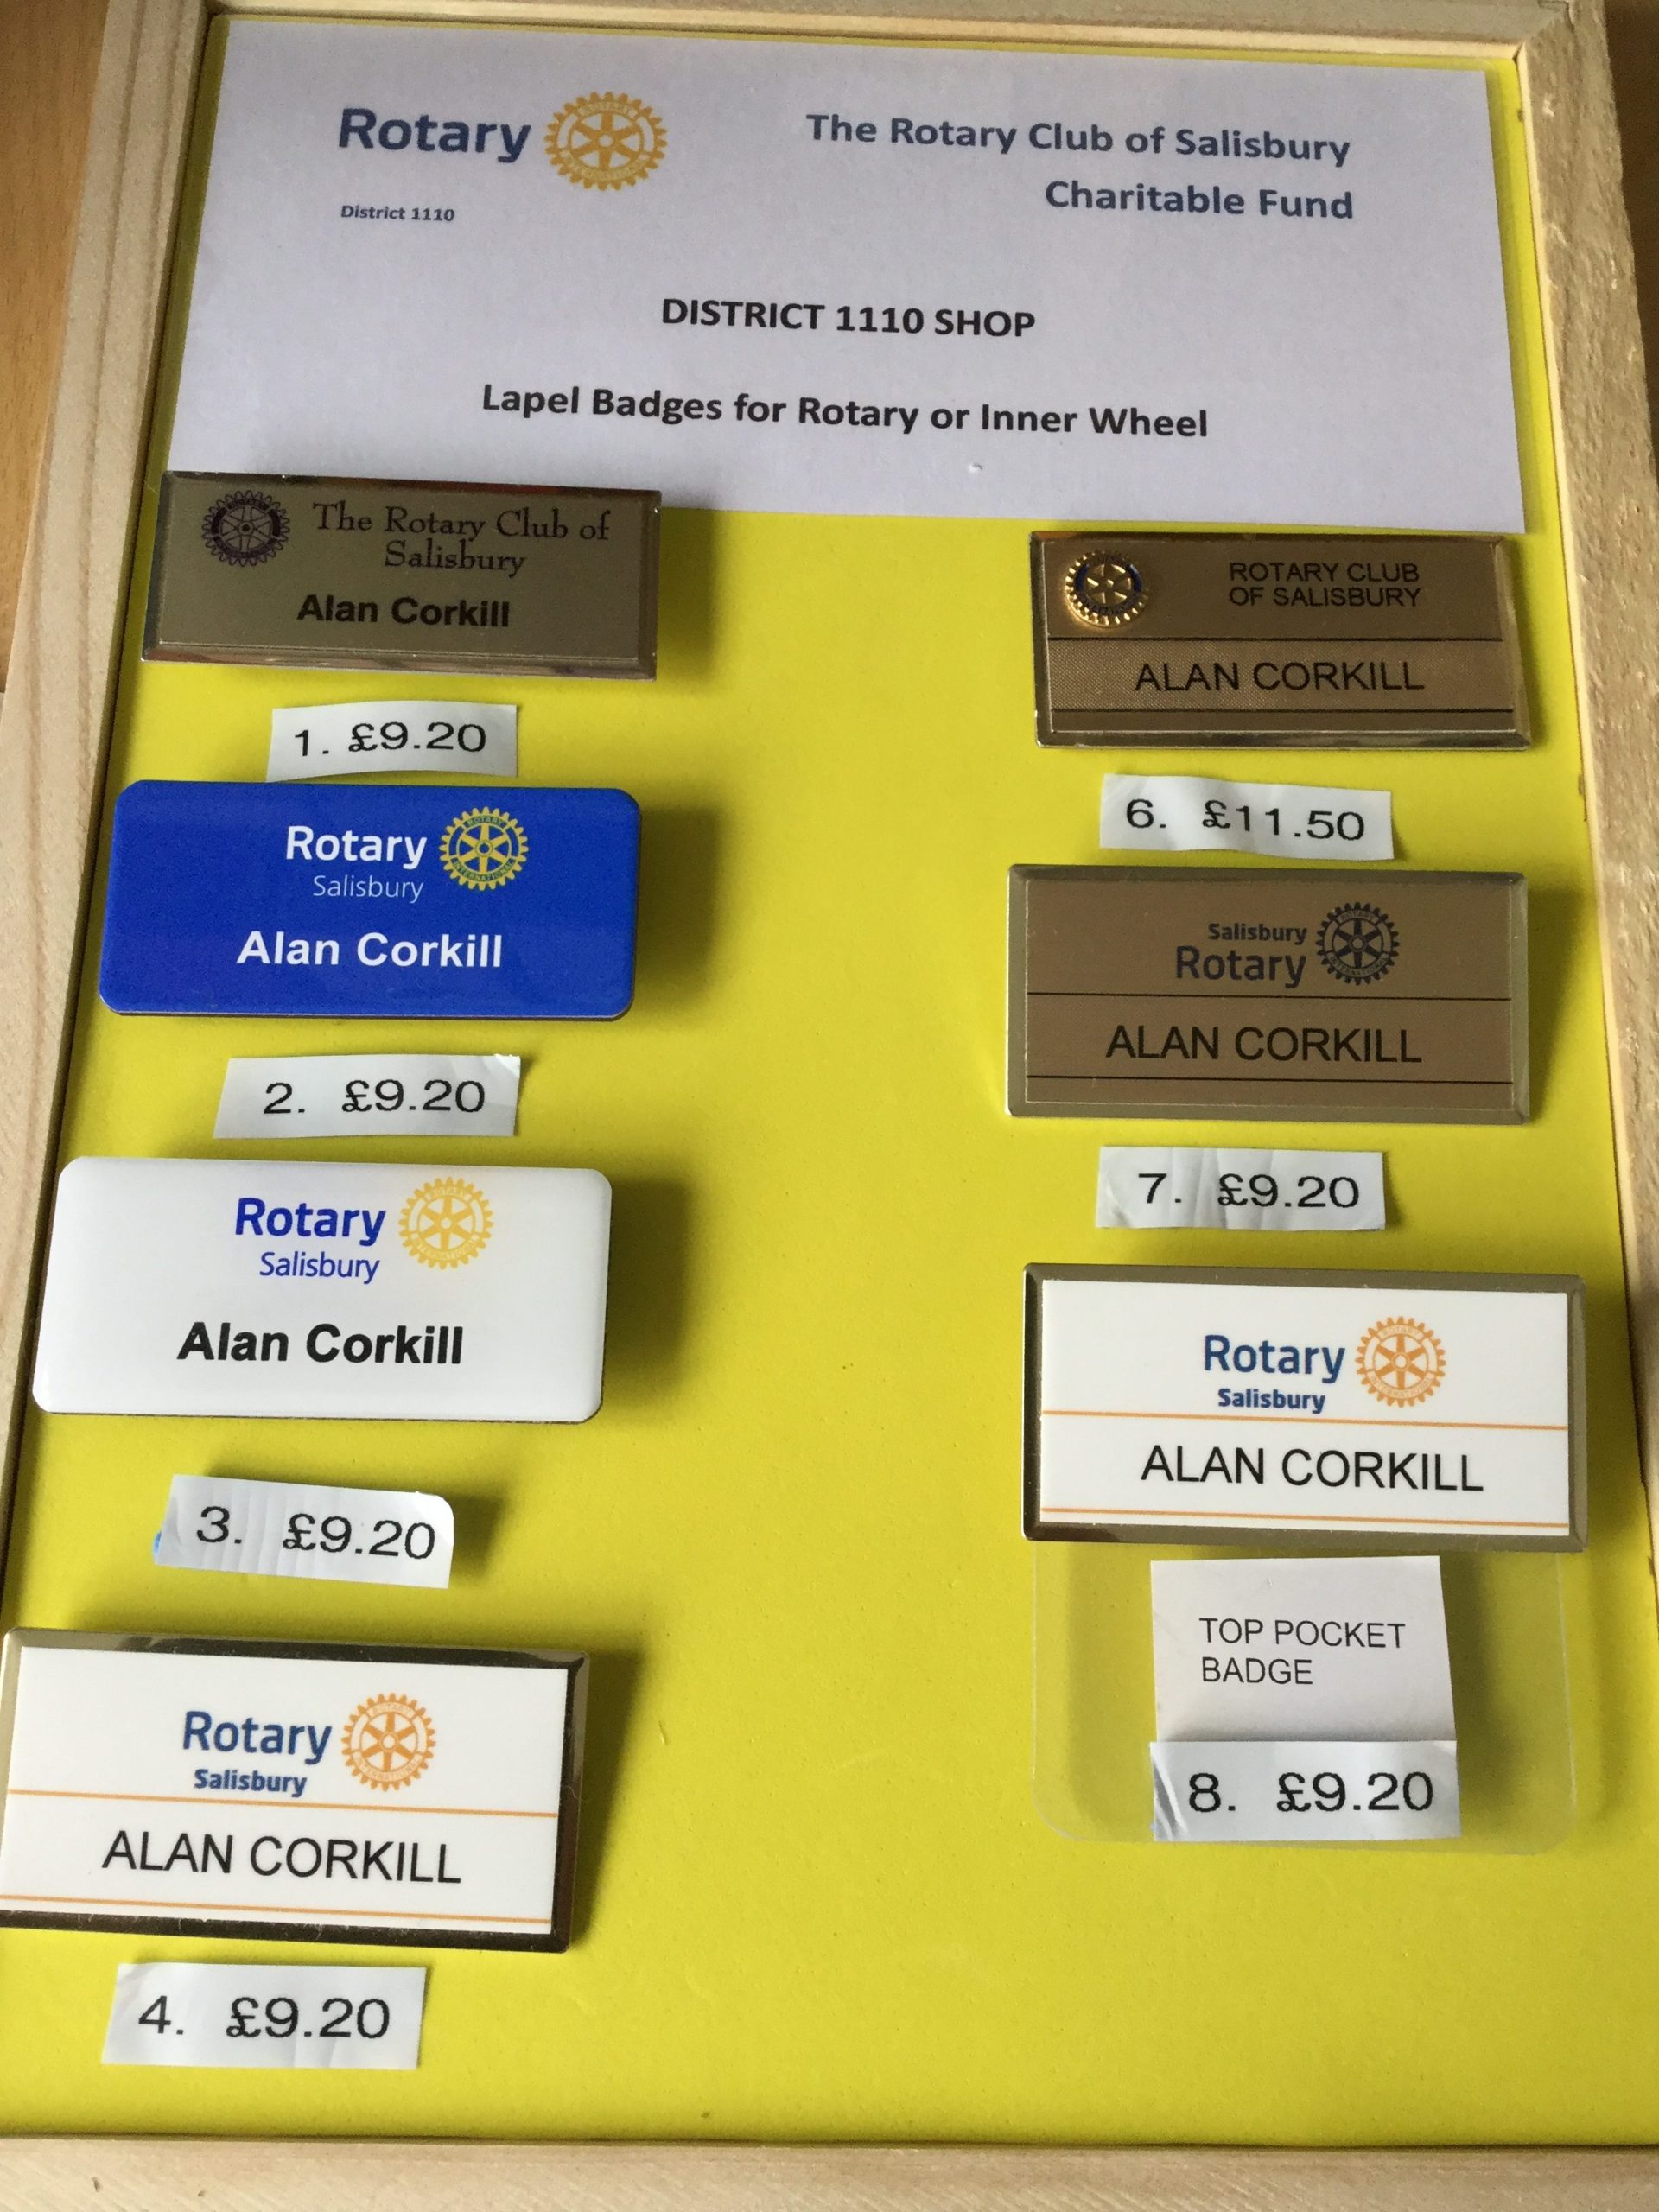 Rotary
District 1110
The Rotary Club of Salisbury
Charitable Fund
DISTRICT 1110 SHOP
Lapel Badges for Rotary or Inner Wheel
The Rotary Club of
Salisbury
Alan Corkill
1. £9.20
Rotary
Salisbury
Alan Corkill
2. £9.20
Rotary
Salisbury
Alan Corkill
3. £9.20
Rotary
Salisbury
ALAN CORKILL
4. £9.20
ROTARY CLUB
OF SALISBURY
ALAN CORKILL
6. £11.50
Salisbury
Rotary
ALAN CORKILL
7. £9.20
Rotary
Salisbury
ALAN CORKILL
TOP POCKET
BADGE
8. £9.20